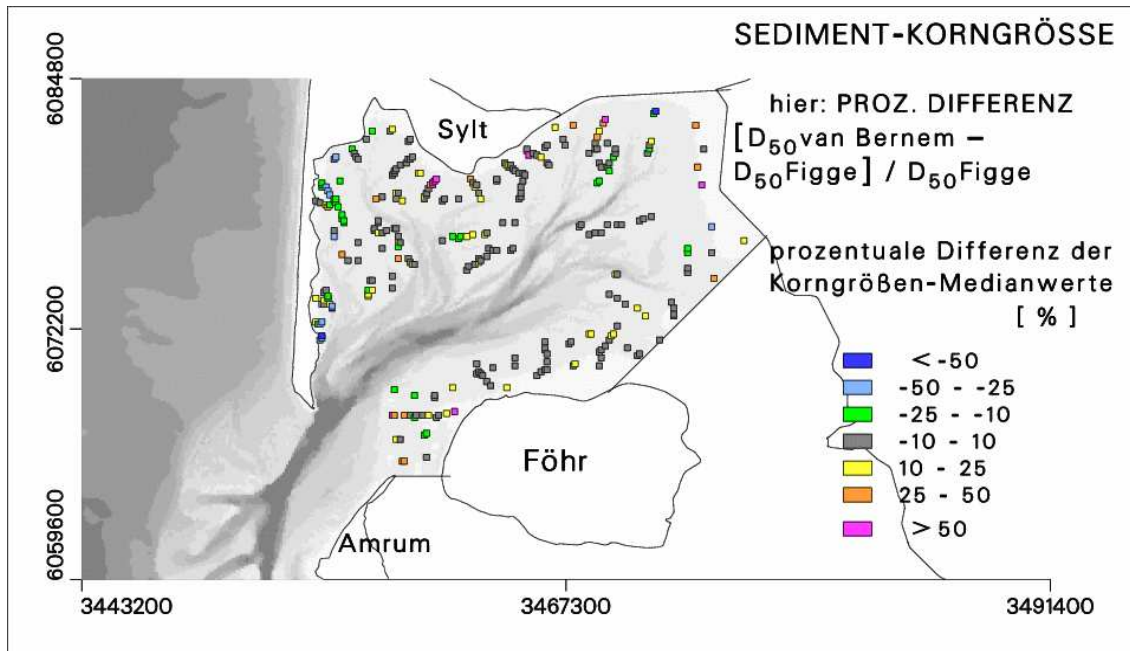 SEDIMENT-KORNGRÖSSE
hier: PROZ. DIFFERENZ
[D50van Bernem –
D50Figge] / D50Figge
prozentuale Differenz der
Korngrößen-Medianwerte
[ % ]
< -50
-50 - -25
-25 - -10
-10 - 10
10 - 25
25 - 50
>50
Sylt
Föhr
Amrum
6084800
6072200
6059600
3443200
3467300
3491400